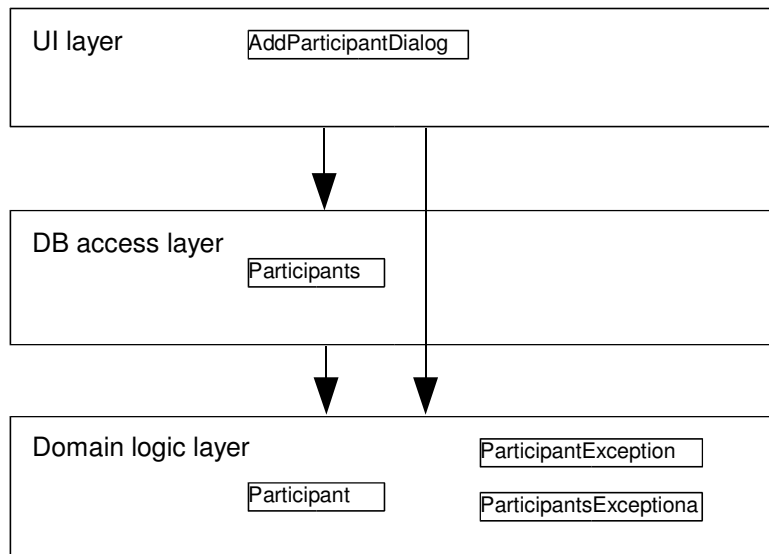 UI layer
AddParticipantDialog
DB access layer
Participants
Domain logic layer
ParticipantException
Participant
ParticipantsExceptiona